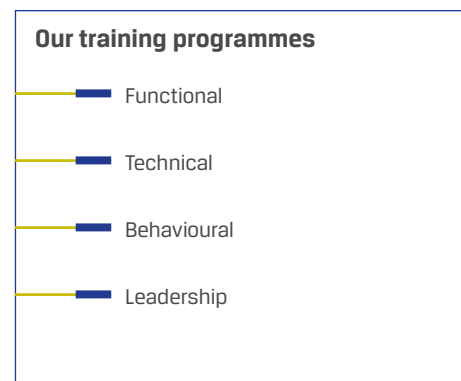 Our training programmes
Functional
Technical
Behavioural
Leadership